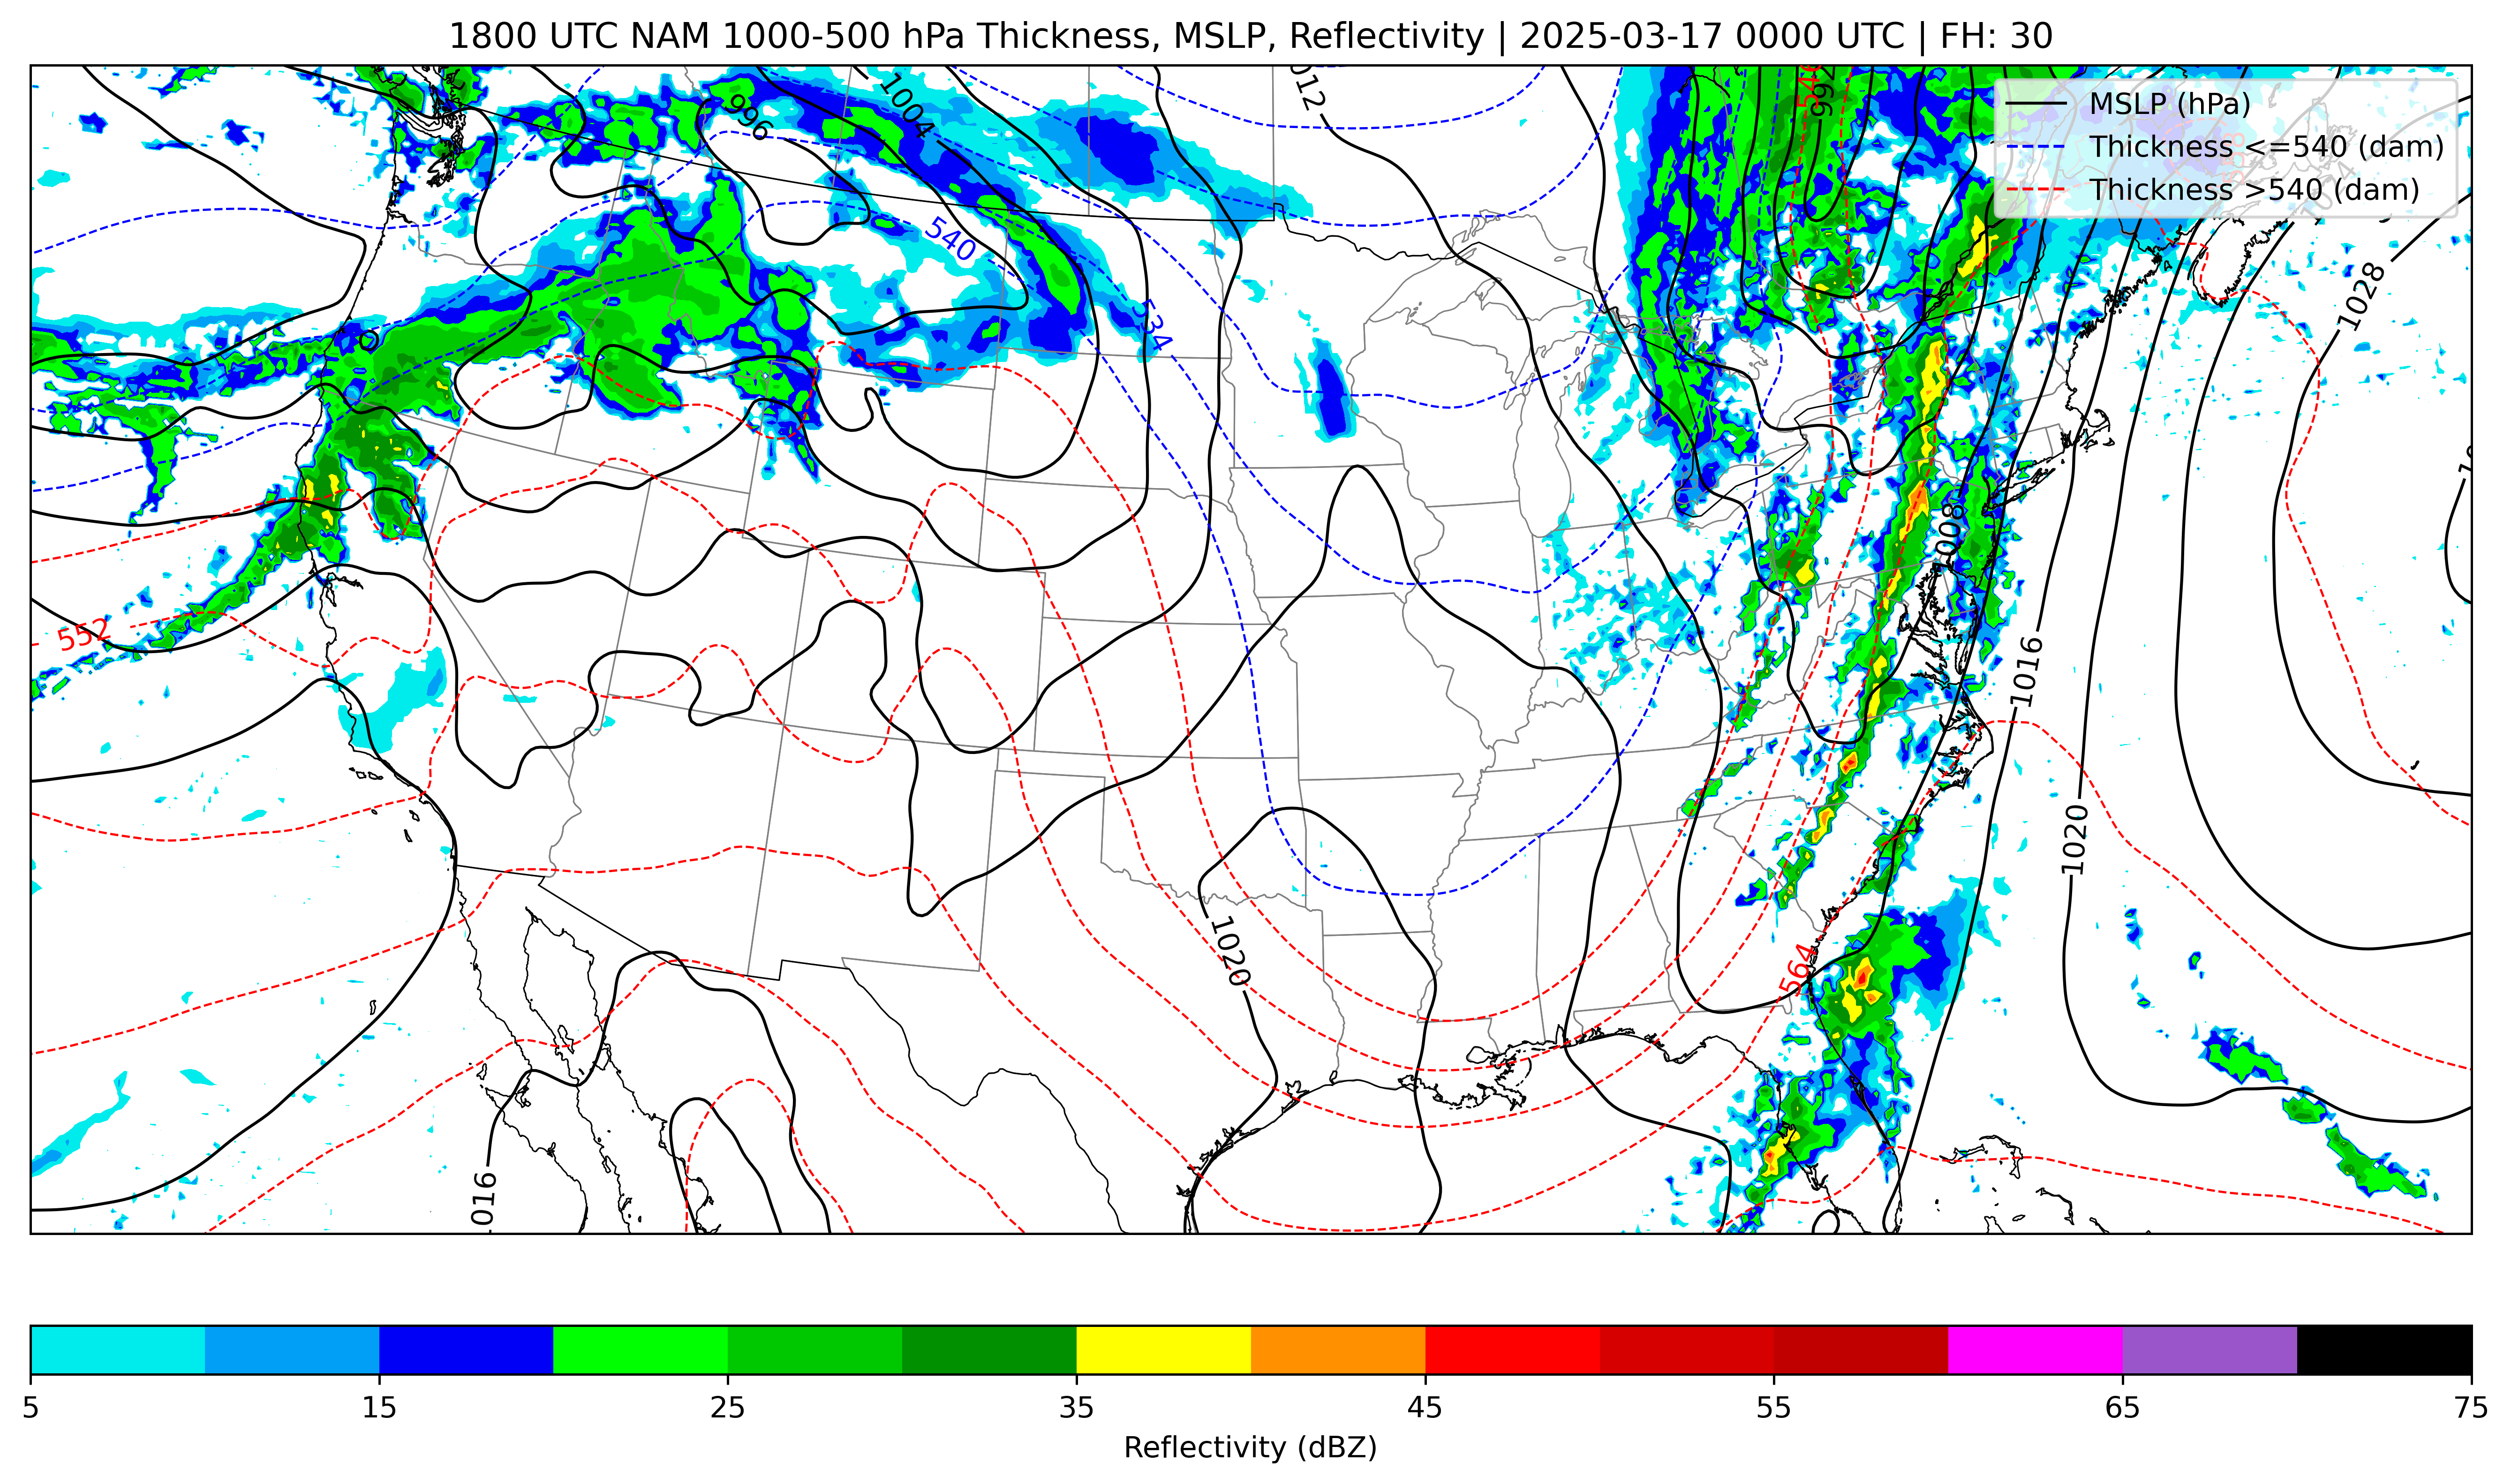 1800 UTC NAM 1000-500 hPa Thickness, MSLP, Reflectivity | 2025-03-17 0000 UTC | FH: 30
MSLP (hPa)
Thickness <=540 (dam)
Thickness >540 (dam)
996
1004
012
992
540
534
1028
552
1008
1016
1020
564
1020
016
5 15 25 35 45 55 65 75
Reflectivity (dBZ)